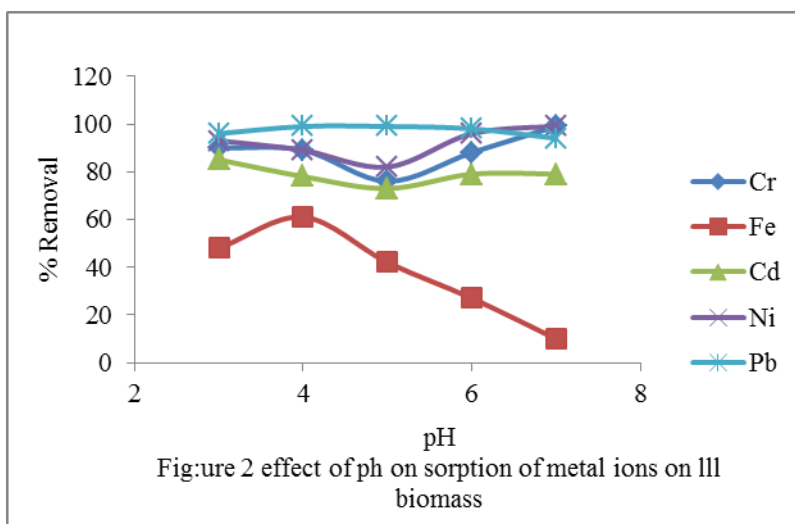 120
100
80
60
40
20
0
% Removal
2
4
6
8
pH
Cr
Fe
Cd
Ni
Pb
Fig:ure 2 effect of ph on sorption of metal ions on lll
biomass